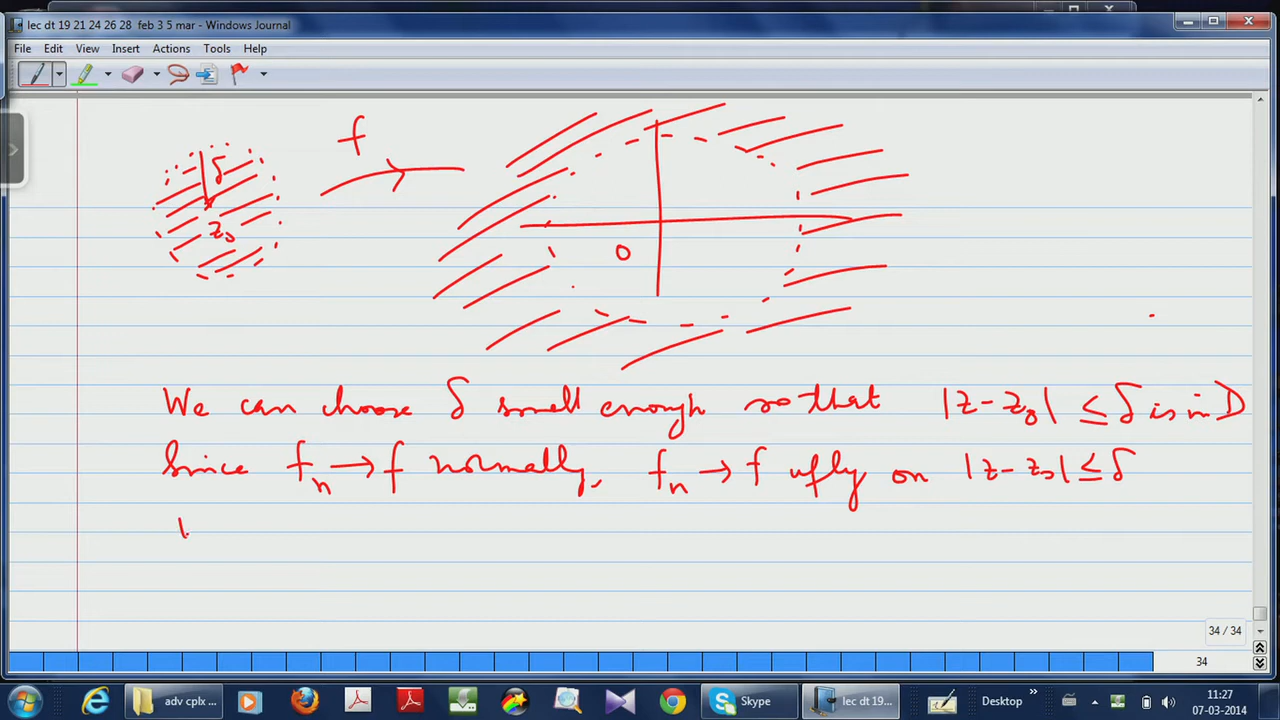 lec dt 19 21 24 26 28 feb 3 5 mar - Windows Journal
File Edit View Insert Actions Tools Help
f
δ
z₀
0
We can choose δ small enough so that |z - z₀| ≤ δ is in D
Since fₙ → f normally, fₙ → f ufly on |z - z₀| ≤ δ
34 / 34
34
adv cplx ...
Skype
lec dt 19...
Desktop
11:27
07-03-2014